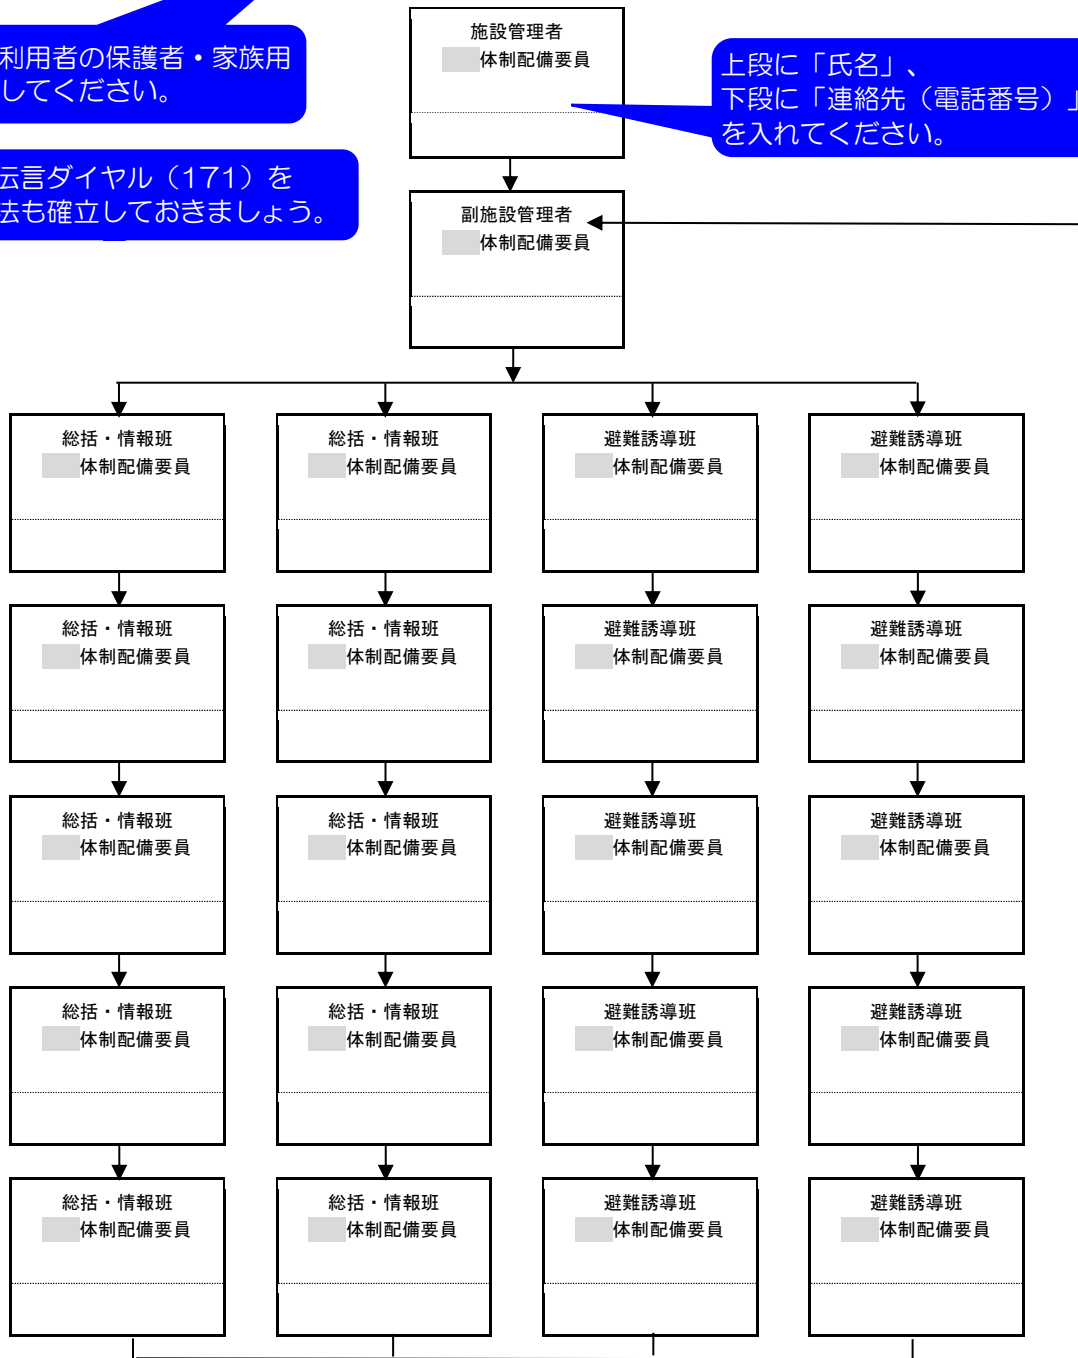 利用者の保護者・家族用
してください。
伝言ダイヤル（171）を
法も確立しておきましょう。
施設管理者
体制配備要員
上段に「氏名」、
下段に「連絡先（電話番号）」
を入れてください。
副施設管理者
体制配備要員
総括・情報班
体制配備要員
総括・情報班
体制配備要員
避難誘導班
体制配備要員
避難誘導班
体制配備要員
総括・情報班
体制配備要員
総括・情報班
体制配備要員
避難誘導班
体制配備要員
避難誘導班
体制配備要員
総括・情報班
体制配備要員
総括・情報班
体制配備要員
避難誘導班
体制配備要員
避難誘導班
体制配備要員
総括・情報班
体制配備要員
総括・情報班
体制配備要員
避難誘導班
体制配備要員
避難誘導班
体制配備要員
総括・情報班
体制配備要員
総括・情報班
体制配備要員
避難誘導班
体制配備要員
避難誘導班
体制配備要員